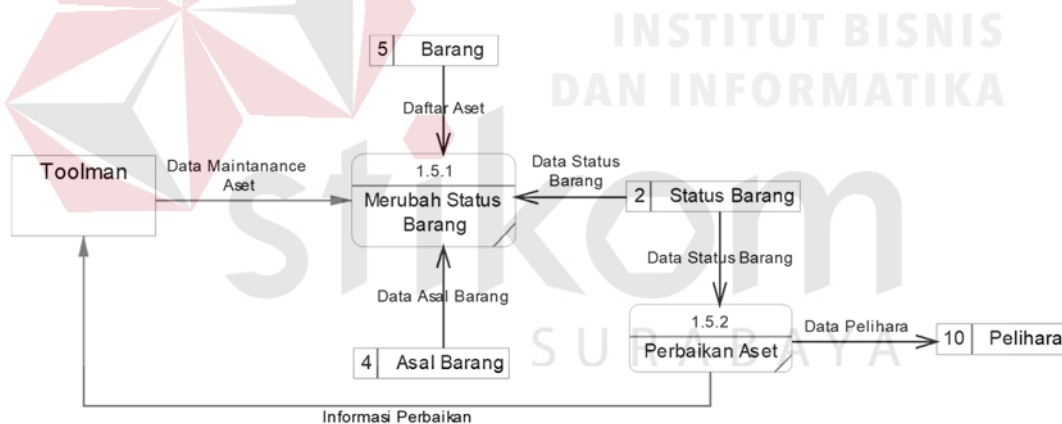 INSTITUT BISNIS
DAN INFORMATIKA
stikom
SURABAYA
5 Barang
Daftar Aset
Toolman
Data Maintanance
Aset
1.5.1
Merubah Status
Barang
Data Status
Barang
2 Status Barang
Data Status Barang
Data Asal Barang
4 Asal Barang
1.5.2
Perbaikan Aset
Data Pelihara
10 Pelihara
Informasi Perbaikan